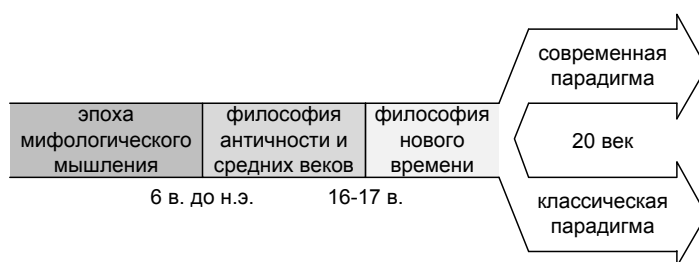 эпоха
мифологического
мышления
философия
античности и
средних веков
философия
нового
времени
современная
парадигма
20 век
классическая
парадигма
6 в. до н.э.
16-17 в.